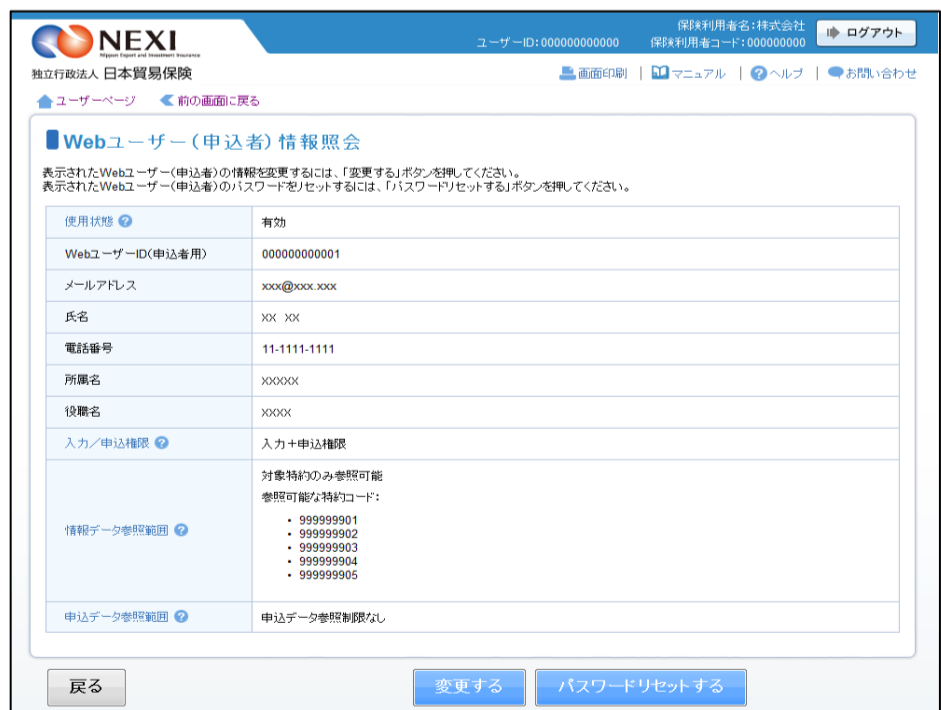 保険利用者名:株式会社
ユーザーID:000000000000 保険利用者コード:000000000
ログアウト
NEXI
Nippon Export and Investment Insurance
独立行政法人 日本貿易保険
画面印刷 | マニュアル | ヘルプ | お問い合わせ
ユーザーページ 前の画面に戻る
Webユーザー(申込者)情報照会
表示されたWebユーザー(申込者)の情報を変更するには、「変更する」ボタンを押してください。
表示されたWebユーザー(申込者)のパスワードをリセットするには、「パスワードリセットする」ボタンを押してください。
使用状態 ? 有効
WebユーザーID(申込者用) 000000000001
メールアドレス xxx@xxx.xxx
氏名 XX XX
電話番号 11-1111-1111
所属名 XXXXX
役職名 XXXX
入力/申込権限 ? 入力+申込権限
情報データ参照範囲 ? 対象特約のみ参照可能
参照可能な特約コード:
・ 999999901
・ 999999902
・ 999999903
・ 999999904
・ 999999905
申込データ参照範囲 ? 申込データ参照制限なし
戻る 変更する パスワードリセットする